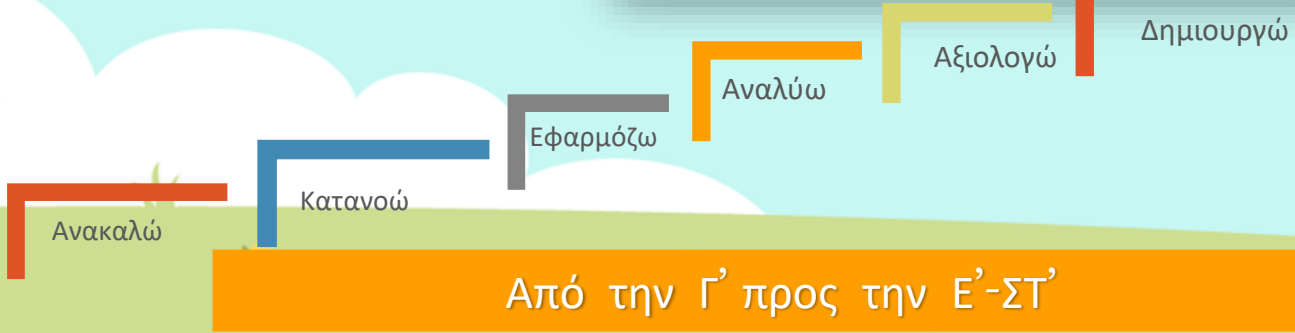 Ανακαλώ
Κατανοώ
Εφαρμόζω
Αναλύω
Αξιολογώ
Δημιουργώ
Από την Γ’ προς την Ε’-ΣΤ’